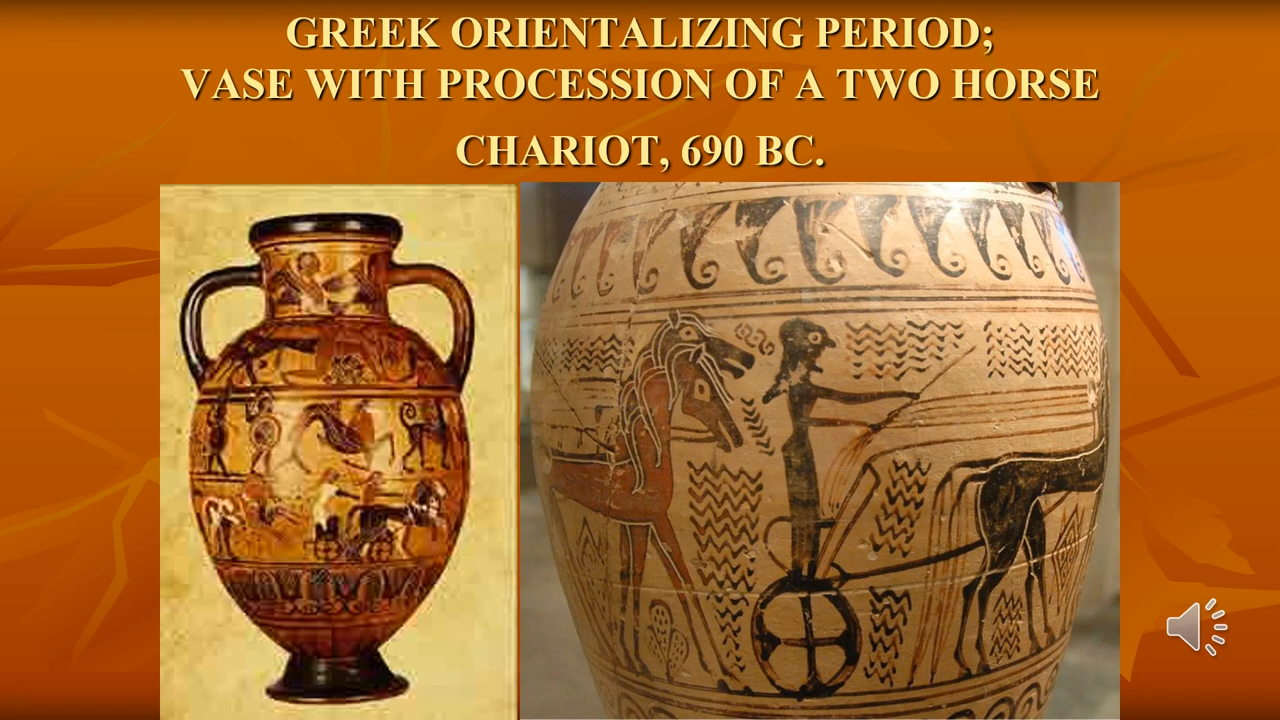 GREEK ORIENTALIZING PERIOD;
VASE WITH PROCESSION OF A TWO HORSE
CHARIOT, 690 BC.